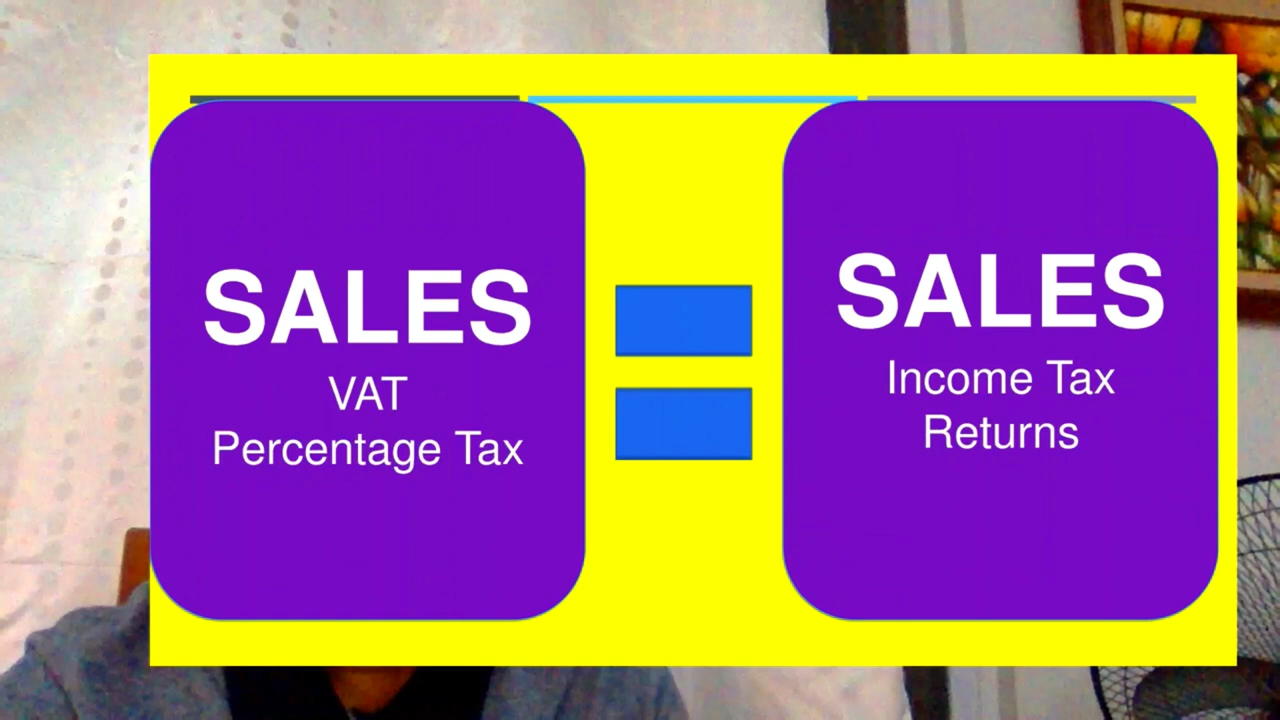 SALES
VAT
Percentage Tax
SALES
Income Tax
Returns